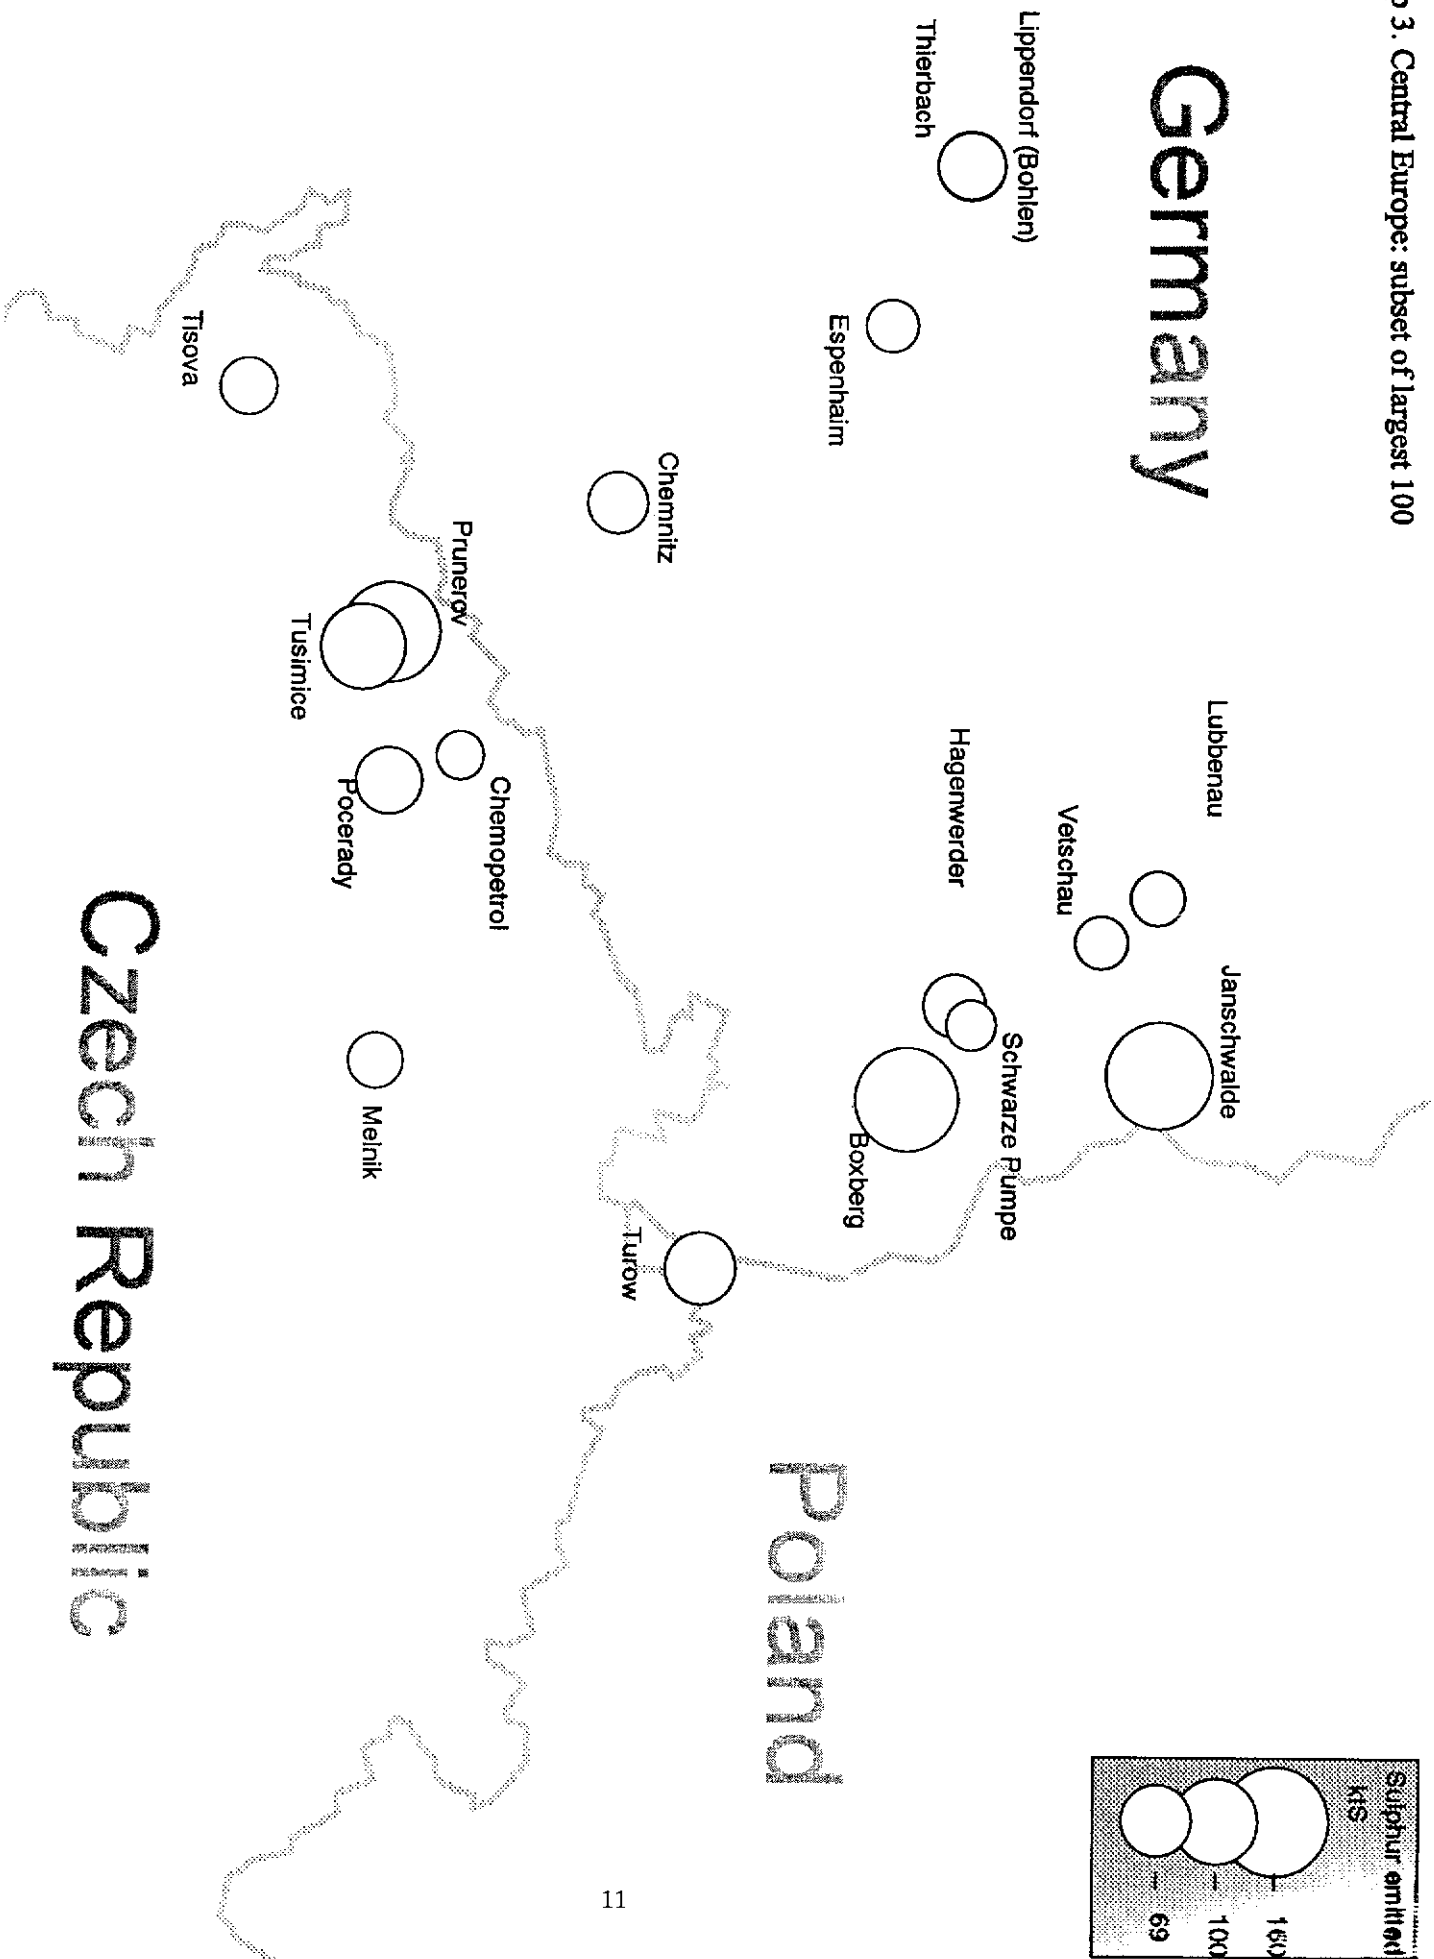 3. Central Europe: subset of largest 100
Germany
Lippendorf (Bohlen)
Thierbach
Espenhaim
Chemnitz
Lubbenau
Vetschau
Hagenwerder
Janschwalde
Schwarze Pumpe
Boxberg
Turow
Tisova
Prunerov
Tusimice
Chemopetrol
Pocerady
Melnik
Czech Republic
Poland
Sulphur emitted
ktS
160
100
69
11